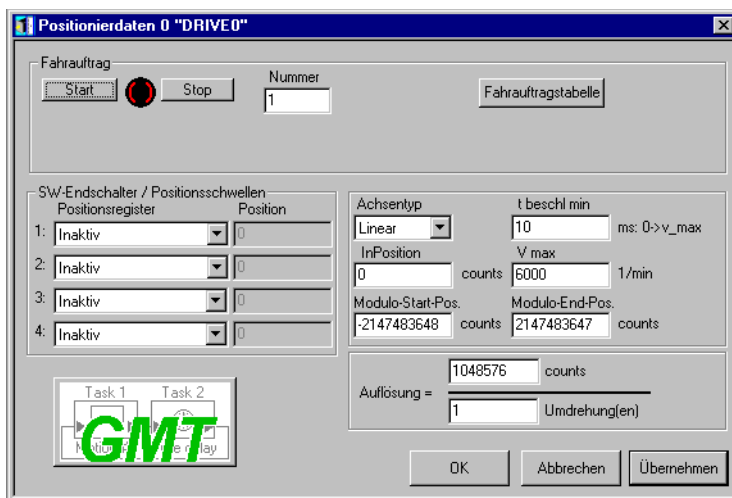 Positionierdaten 0 "DRIVE0"
Fahrauftrag
Start
Stop
Nummer
1
Fahrauftragstabelle
SW-Endschalter / Positionsschwellen
Positionsregister Position
1: Inaktiv 0
2: Inaktiv 0
3: Inaktiv 0
4: Inaktiv 0
Achsentyp t beschl min
Linear 10 ms: 0->v_max
InPosition V max
0 counts 6000 1/min
Modulo-Start-Pos. Modulo-End-Pos.
-2147483648 counts 2147483647 counts
Auflösung =
1048576 counts
1 Umdrehung(en)
Task 1 Task 2
GMT
OK Abbrechen Übernehmen